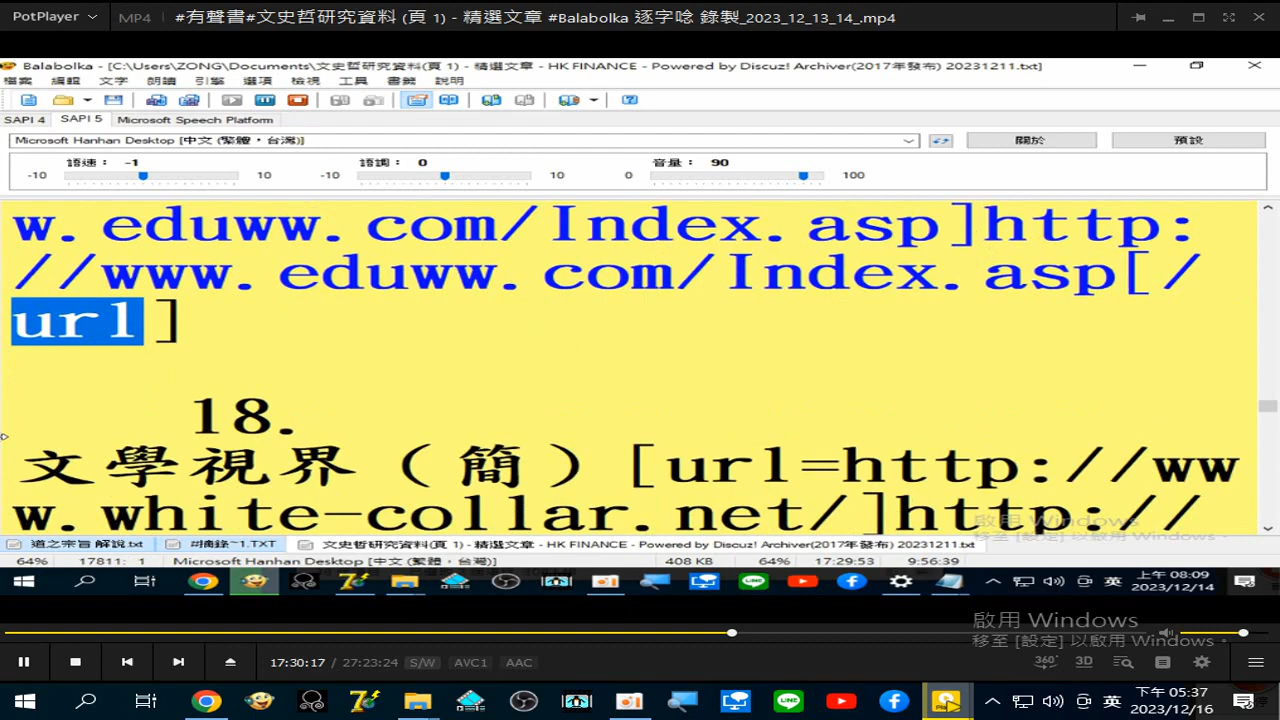 PotPlayer MP4 #有聲書#文史哲研究資料 (頁 1) - 精選文章 #Balabolka 逐字唸 錄製_2023_12_13_14_.mp4
Balabolka - [C:\Users\ZONG\Documents\文史哲研究資料(頁 1) - 精選文章 - HK FINANCE - Powered by Discuz! Archiver(2017年發布) 20231211.txt]
檔案 編輯 文字 朗讀 引擎 選項 檢視 工具 書籤 說明
SAPI 4 SAPI 5 Microsoft Speech Platform
Microsoft Hanhan Desktop [中文 (繁體，台灣)] 關於 預設
語速： -1 語調： 0 音量： 90
-10 10 -10 10 0 100
w.eduww.com/Index.asp]http:
//www.eduww.com/Index.asp[/
url]
18.
文學視界（簡）[url=http://ww
w.white-collar.net/]http://
啟用 Windows
移至 [設定] 以啟用 Windows。
道之宗旨 解說.txt #摘錄~1.TXT 文史哲研究資料(頁 1) - 精選文章 - HK FINANCE - Powered by Discuz! Archiver(2017年發布) 20231211.txt
64% 17811: 1 Microsoft Hanhan Desktop [中文 (繁體，台灣)] 408 KB 64% 17:29:53 9:56:39
英 上午 08:09
2023/12/14
啟用 Windows
移至 [設定] 以啟用 Windows。
17:30:17 / 27:23:24 S/W AVC1 AAC 360° 3D
英 下午 05:37
2023/12/16